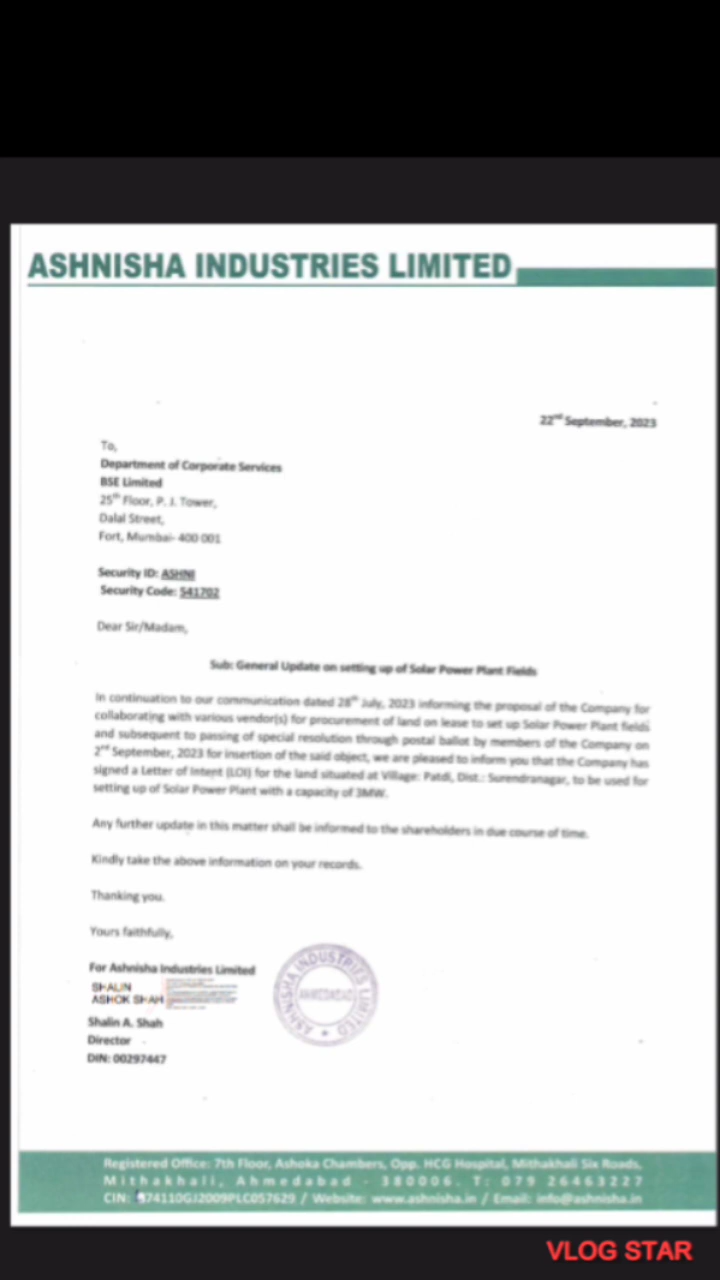 ASHNISHA INDUSTRIES LIMITED
22nd September, 2023
To,
Department of Corporate Services
BSE Limited
25th Floor, P. J. Tower,
Dalal Street,
Fort, Mumbai- 400 001
Security ID: ASHNI
Security Code: 541702
Dear Sir/Madam,
Sub: General Update on setting up of Solar Power Plant Fields
In continuation to our communication dated 28th July, 2023 informing the proposal of the Company for
collaborating with various vendor(s) for procurement of land on lease to set up Solar Power Plant fields
and subsequent to passing of special resolution through postal ballot by members of the Company on
2nd September, 2023 for insertion of the said object, we are pleased to inform you that the Company has
signed a Letter of Intent (LOI) for the land situated at Village: Patdi, Dist.: Surendranagar, to be used for
setting up of Solar Power Plant with a capacity of 3MW.
Any further update in this matter shall be informed to the shareholders in due course of time.
Kindly take the above information on your records.
Thanking you.
Yours faithfully,
For Ashnisha Industries Limited
SHALIN
ASHOK SHAH
ASHNISHA INDUSTRIES LIMITED
AHMEDABAD
Shalin A. Shah
Director
DIN: 00297447
Registered Office: 7th Floor, Ashoka Chambers, Opp. HCG Hospital, Mithakhali Six Roads,
Mithakhali, Ahmedabad - 380006. T: 079 26463227
CIN: 74110GJ2009PLC057629 / Website: www.ashnisha.in / Email: info@ashnisha.in
VLOG STAR